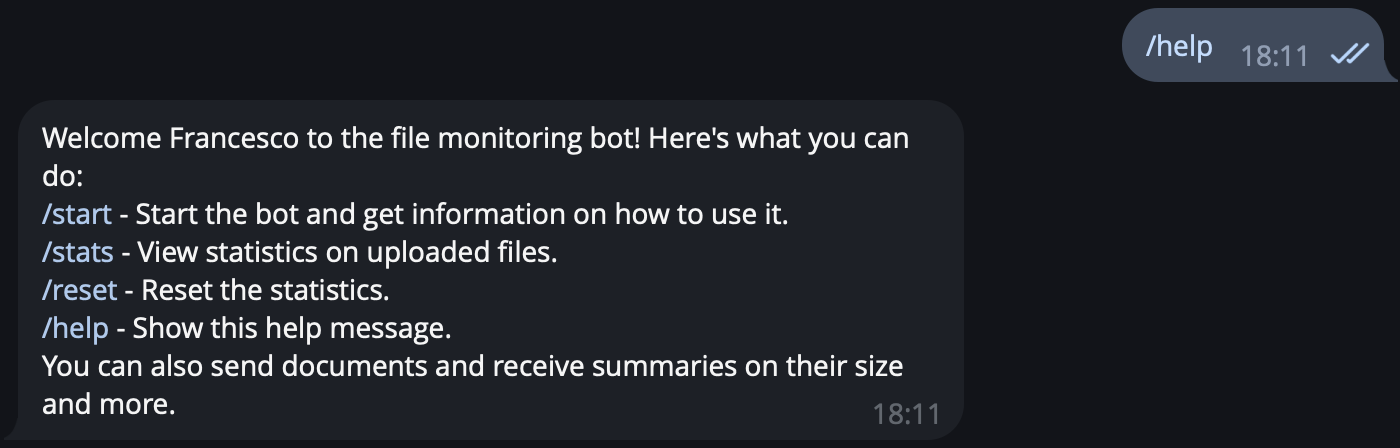 /help 18:11
Welcome Francesco to the file monitoring bot! Here's what you can
do:
/start - Start the bot and get information on how to use it.
/stats - View statistics on uploaded files.
/reset - Reset the statistics.
/help - Show this help message.
You can also send documents and receive summaries on their size
and more.
18:11